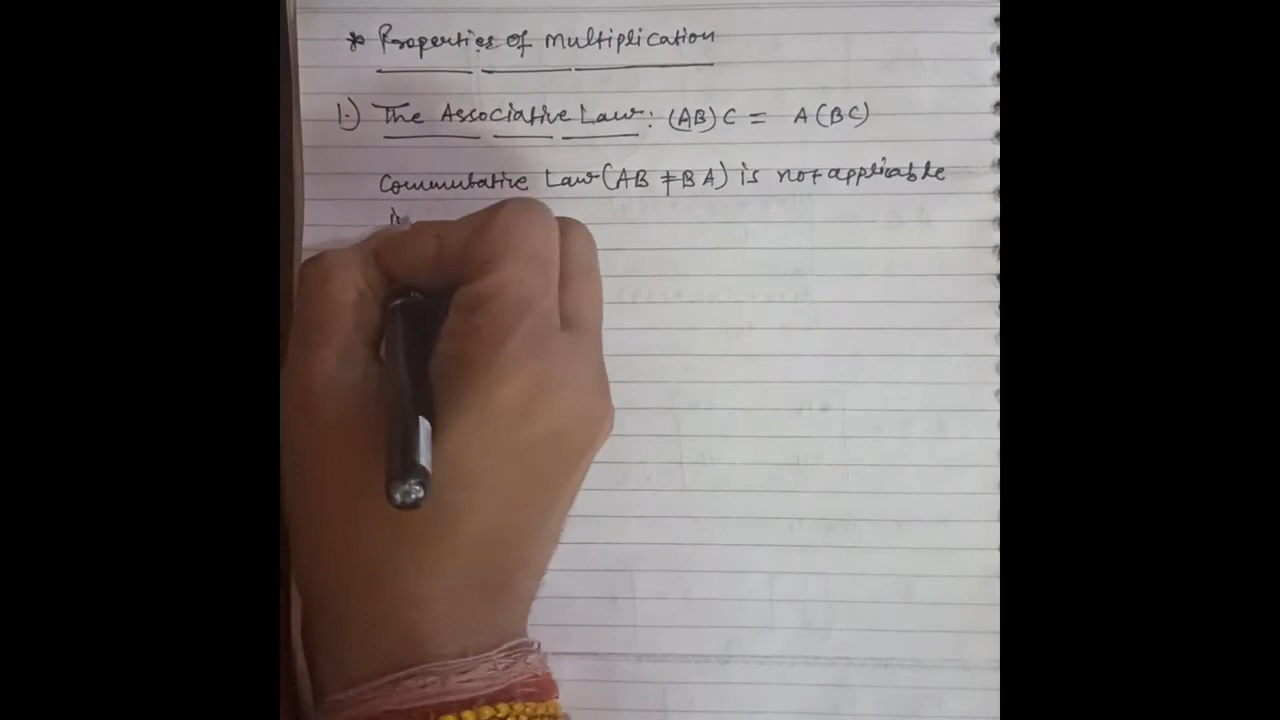 * Properties of Multiplication
1.) The Associative Law: (AB)C = A(BC)
Commutative Law (AB ≠ BA) is not applicable